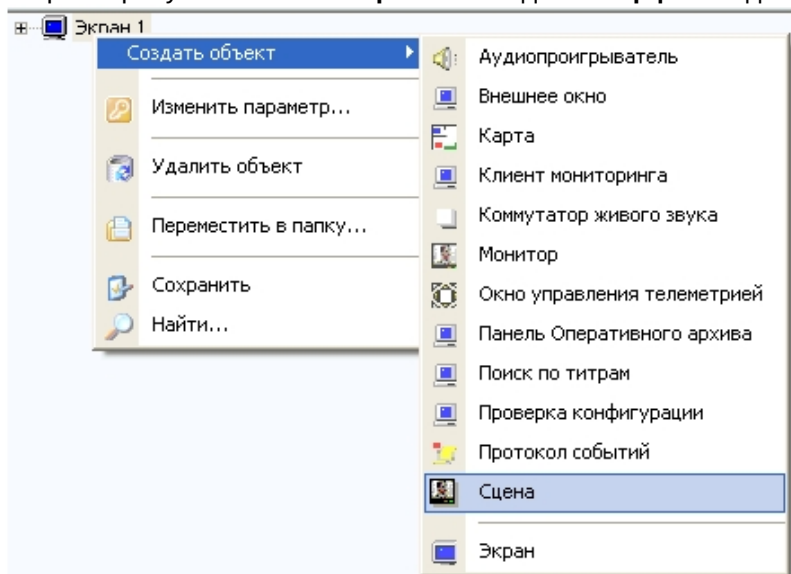 Экран 1
Создать объект
Изменить параметр...
Удалить объект
Переместить в папку...
Сохранить
Найти...
Аудиопроигрыватель
Внешнее окно
Карта
Клиент мониторинга
Коммутатор живого звука
Монитор
Окно управления телеметрией
Панель Оперативного архива
Поиск по титрам
Проверка конфигурации
Протокол событий
Сцена
Экран